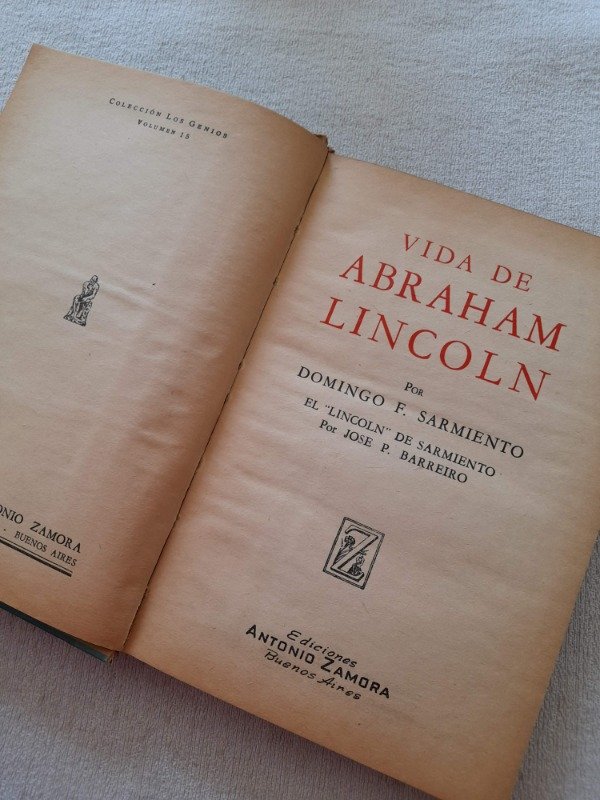 COLECCIÓN LOS GENIOS
VOLUMEN 15
ZAMORA
BUENOS AIRES
VIDA DE
ABRAHAM
LINCOLN
POR
DOMINGO F. SARMIENTO
EL "LINCOLN" DE SARMIENTO
Por JOSE P. BARREIRO
Z
Ediciones
ANTONIO ZAMORA
Buenos Aires